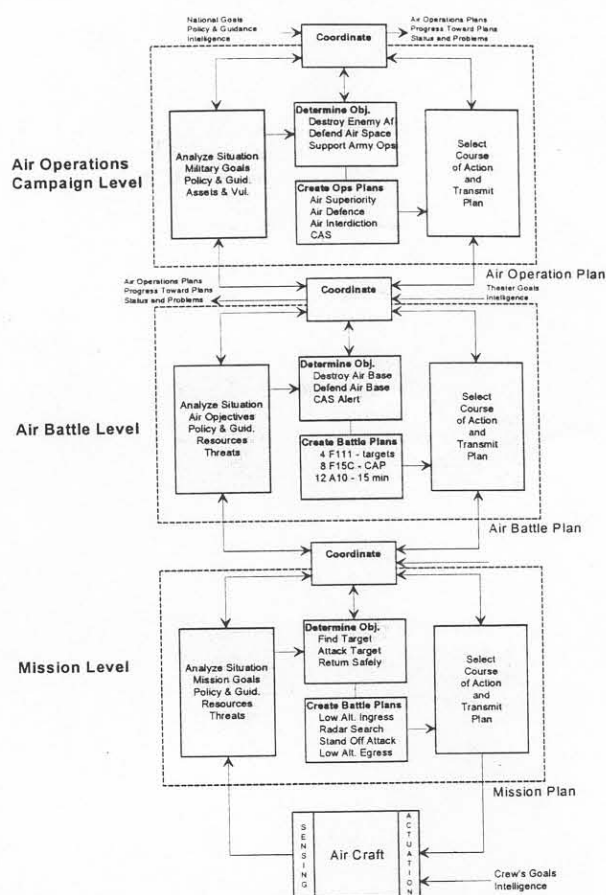 National Goals
Policy & Guidance
Intelligence
Coordinate
Air Operations Plans
Progress Toward Plans
Status and Problems
Air Operations
Campaign Level
Analyze Situation
Military Goals
Policy & Guid.
Assets & Vul.
Determine Obj.
Destroy Enemy Af
Defend Air Space
Support Army Ops
Create Ops Plans
Air Superiority
Air Defence
Air Interdiction
CAS
Select
Course
of Action
and
Transmit
Plan
Air Operation Plan
Air Operations Plans
Progress Toward Plans
Status and Problems
Coordinate
Theater Goals
Intelligence
Air Battle Level
Analyze Situation
Air Objectives
Policy & Guid.
Resources
Threats
Determine Obj.
Destroy Air Base
Defend Air Base
CAS Alert
Create Battle Plans
4 F111 - targets
8 F15C - CAP
12 A10 - 15 min
Select
Course
of Action
and
Transmit
Plan
Air Battle Plan
Coordinate
Mission Level
Analyze Situation
Mission Goals
Policy & Guid.
Resources
Threats
Determine Obj.
Find Target
Attack Target
Return Safely
Create Battle Plans
Low Alt. Ingress
Radar Search
Stand Off Attack
Low Alt. Egress
Select
Course
of Action
and
Transmit
Plan
Mission Plan
SENSING
Air Craft
ACTUATION
Crew's Goals
Intelligence